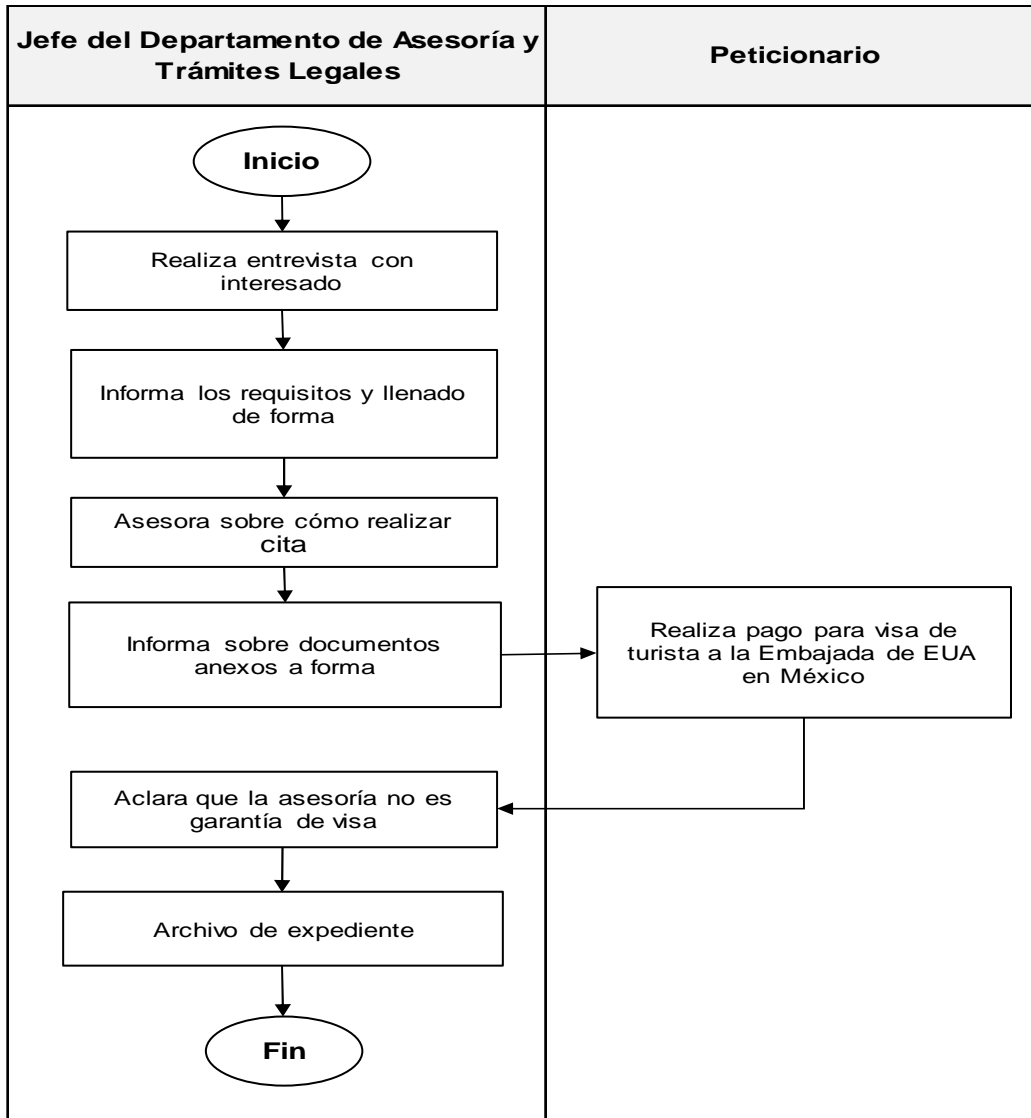 Jefe del Departamento de Asesoría y
Trámites Legales
Peticionario
Inicio
Realiza entrevista con
interesado
Informa los requisitos y llenado
de forma
Asesora sobre cómo realizar
cita
Informa sobre documentos
anexos a forma
Realiza pago para visa de
turista a la Embajada de EUA
en México
Aclara que la asesoría no es
garantía de visa
Archivo de expediente
Fin